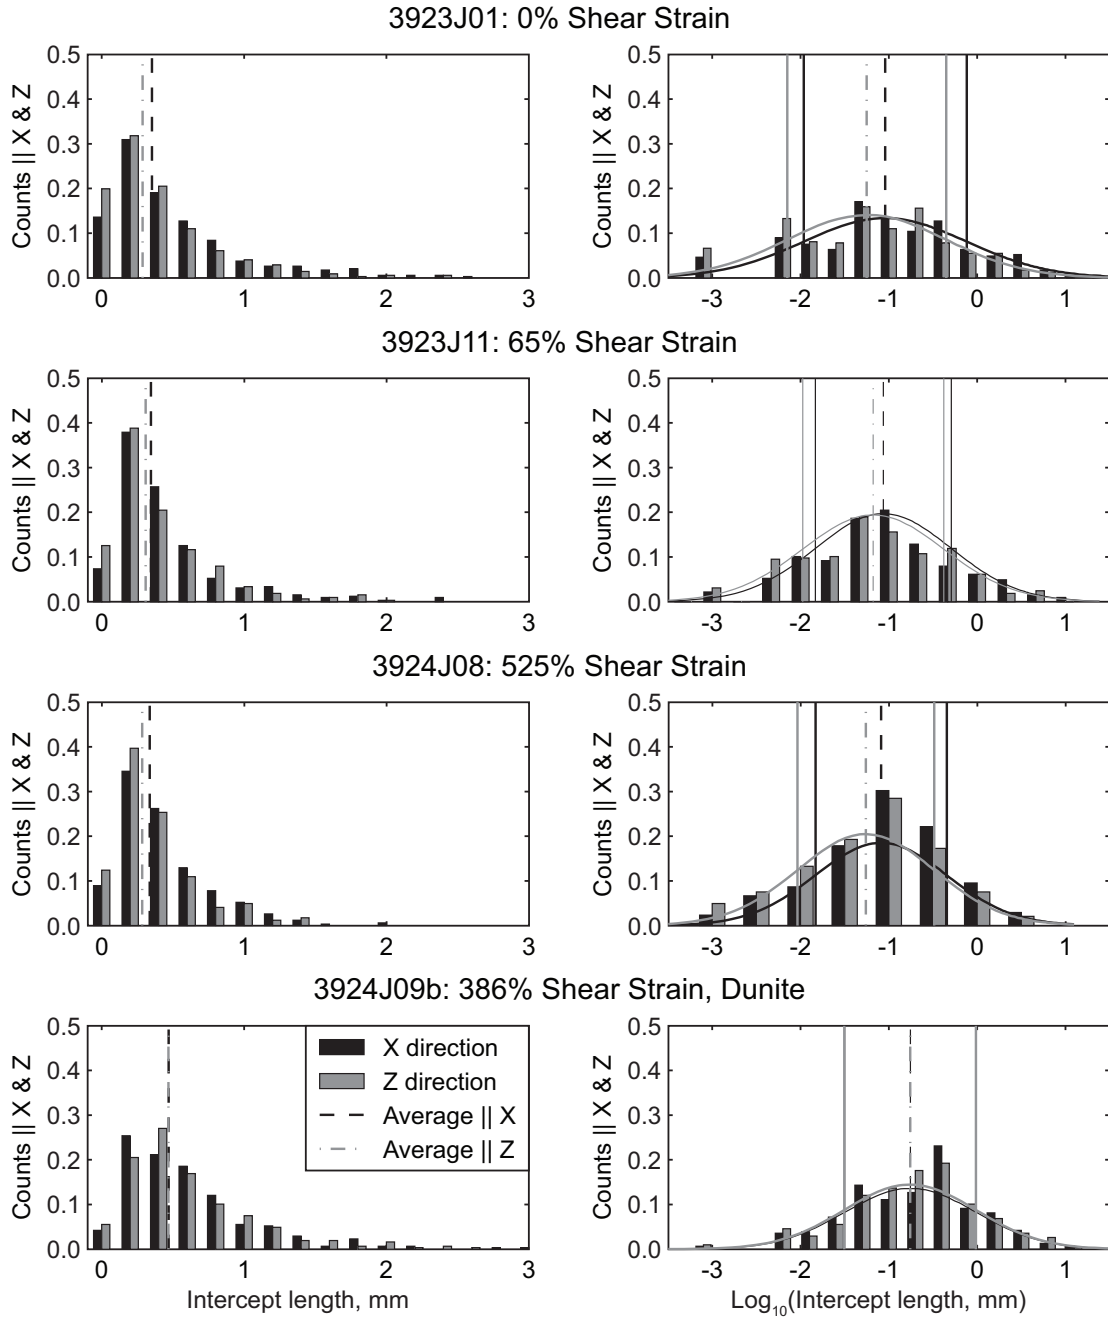 3923J01: 0% Shear Strain
Counts || X & Z
0.5
0.4
0.3
0.2
0.1
0.0
0 1 2 3
Counts || X & Z
0.5
0.4
0.3
0.2
0.1
0.0
-3 -2 -1 0 1
3923J11: 65% Shear Strain
Counts || X & Z
0.5
0.4
0.3
0.2
0.1
0.0
0 1 2 3
Counts || X & Z
0.5
0.4
0.3
0.2
0.1
0.0
-3 -2 -1 0 1
3924J08: 525% Shear Strain
Counts || X & Z
0.5
0.4
0.3
0.2
0.1
0.0
0 1 2 3
Counts || X & Z
0.5
0.4
0.3
0.2
0.1
0.0
-3 -2 -1 0 1
3924J09b: 386% Shear Strain, Dunite
Counts || X & Z
0.5
0.4
0.3
0.2
0.1
0.0
0 1 2 3
Intercept length, mm
X direction
Z direction
Average || X
Average || Z
Counts || X & Z
0.5
0.4
0.3
0.2
0.1
0.0
-3 -2 -1 0 1
Log₁₀(Intercept length, mm)